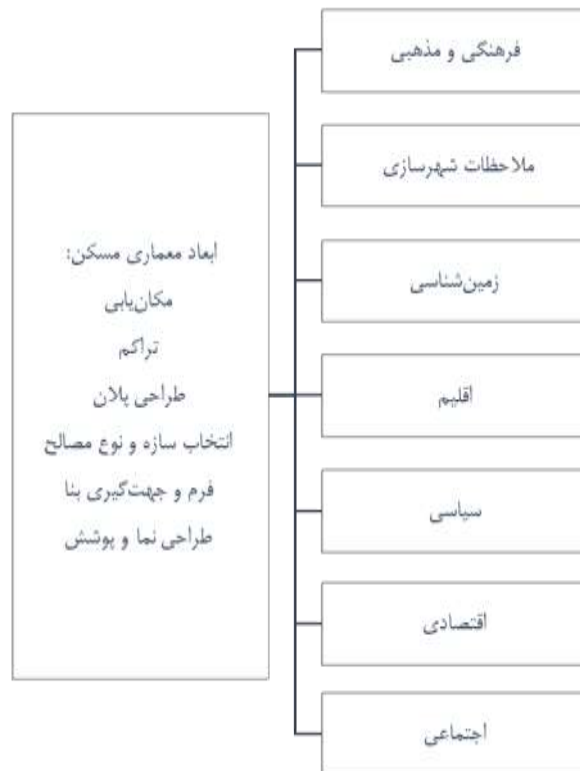 فرهنگی و مذهبی
ملاحظات شهرسازی
زمین‌شناسی
اقلیم
سیاسی
اقتصادی
اجتماعی
ابعاد معماری مسکن:
مکان‌یابی
تراکم
طراحی پلان
انتخاب سازه و نوع مصالح
فرم و جهت‌گیری بنا
طراحی نما و پوشش